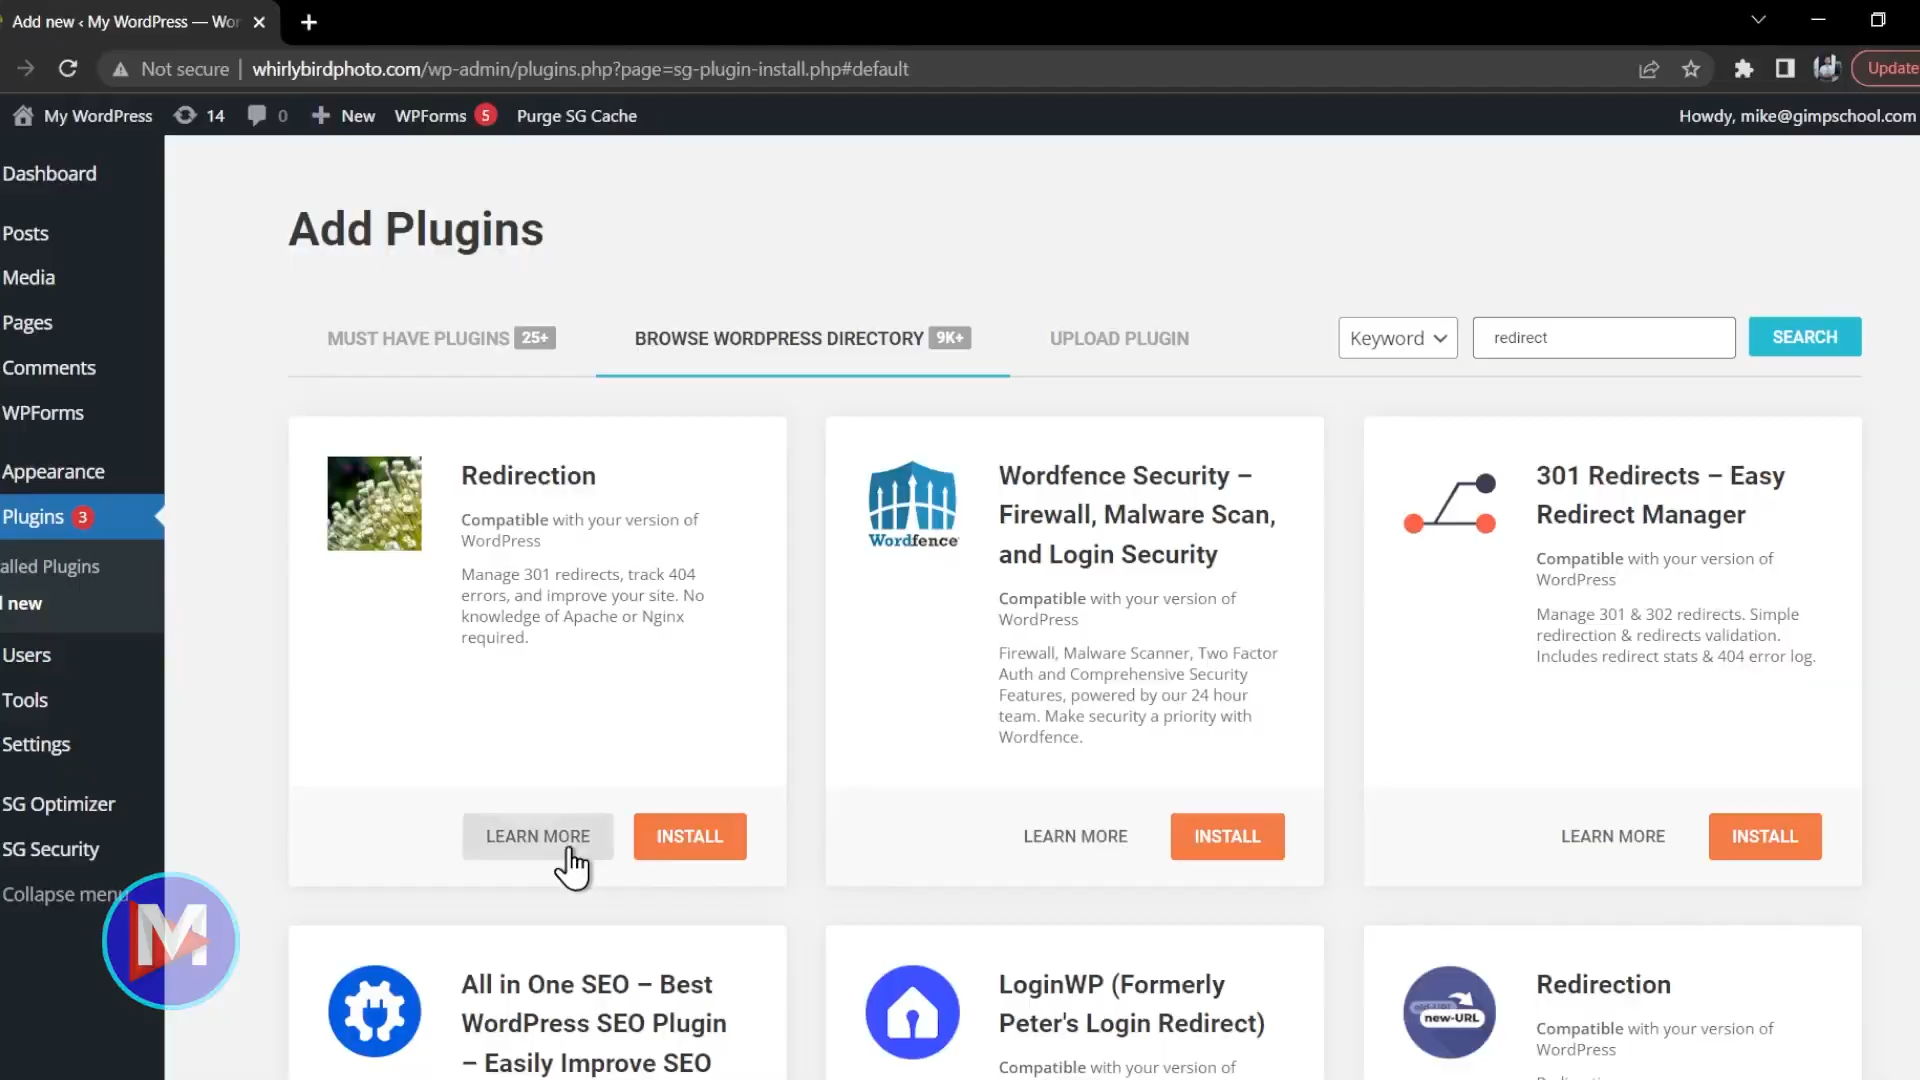 Add new ‹ My WordPress — Wor
Not secure | whirlybirdphoto.com/wp-admin/plugins.php?page=sg-plugin-install.php#default
Update
My WordPress 14 0 New WPForms 5 Purge SG Cache Howdy, mike@gimpschool.com
Dashboard
Posts
Media
Pages
Comments
WPForms
Appearance
Plugins 3
alled Plugins
new
Users
Tools
Settings
SG Optimizer
SG Security
Collapse menu
M
Add Plugins
MUST HAVE PLUGINS 25+ BROWSE WORDPRESS DIRECTORY 9K+ UPLOAD PLUGIN Keyword redirect SEARCH
Redirection
Compatible with your version of
WordPress
Manage 301 redirects, track 404
errors, and improve your site. No
knowledge of Apache or Nginx
required.
LEARN MORE INSTALL
Wordfence
Wordfence Security –
Firewall, Malware Scan,
and Login Security
Compatible with your version of
WordPress
Firewall, Malware Scanner, Two Factor
Auth and Comprehensive Security
Features, powered by our 24 hour
team. Make security a priority with
Wordfence.
LEARN MORE INSTALL
301 Redirects – Easy
Redirect Manager
Compatible with your version of
WordPress
Manage 301 & 302 redirects. Simple
redirection & redirects validation.
Includes redirect stats & 404 error log.
LEARN MORE INSTALL
All in One SEO – Best
WordPress SEO Plugin
– Easily Improve SEO
LoginWP (Formerly
Peter's Login Redirect)
Compatible with your version of
old-URL
new-URL
Redirection
Compatible with your version of
WordPress